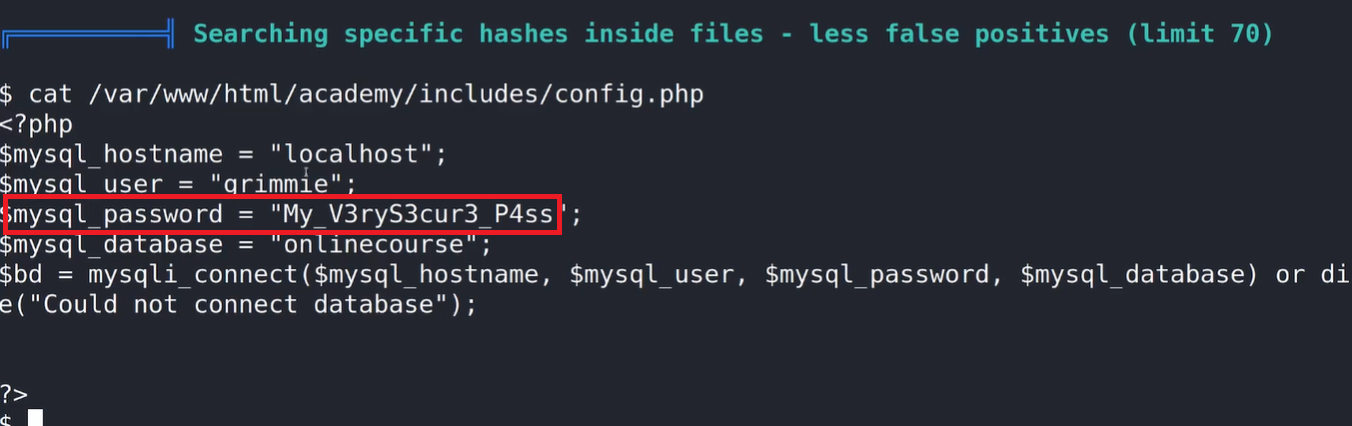 Searching specific hashes inside files - less false positives (limit 70)
$ cat /var/www/html/academy/includes/config.php
<?php
$mysql_hostname = "localhost";
$mysql_user = "grimmie";
$mysql_password = "My_V3ryS3cur3_P4ss";
$mysql_database = "onlinecourse";
$bd = mysqli_connect($mysql_hostname, $mysql_user, $mysql_password, $mysql_database) or di
e("Could not connect database");
?>
$